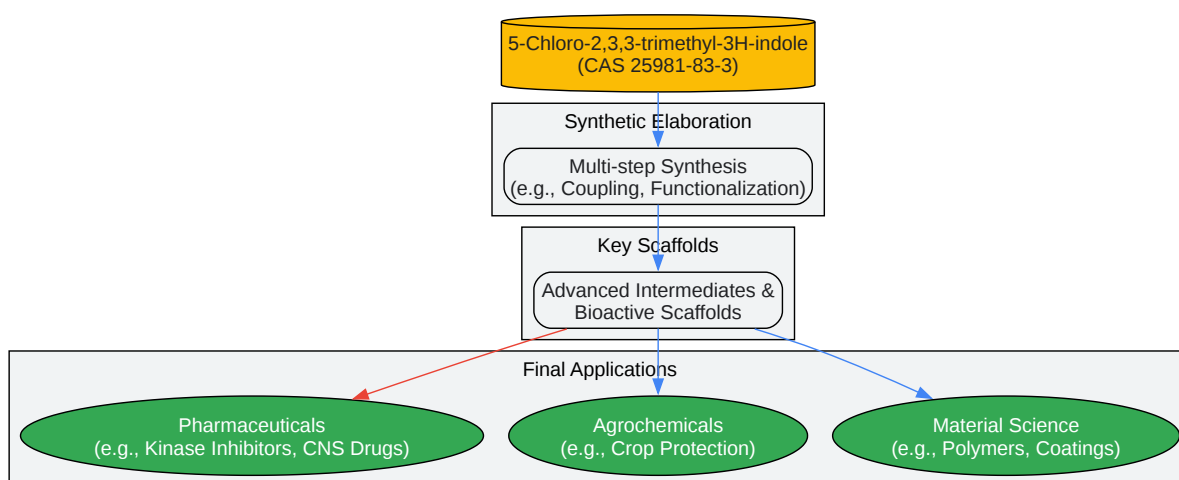 5-Chloro-2,3,3-trimethyl-3H-indole
(CAS 25981-83-3)
Synthetic Elaboration
Multi-step Synthesis
(e.g., Coupling, Functionalization)
Key Scaffolds
Advanced Intermediates &
Bioactive Scaffolds
Final Applications
Pharmaceuticals
(e.g., Kinase Inhibitors, CNS Drugs)
Agrochemicals
(e.g., Crop Protection)
Material Science
(e.g., Polymers, Coatings)